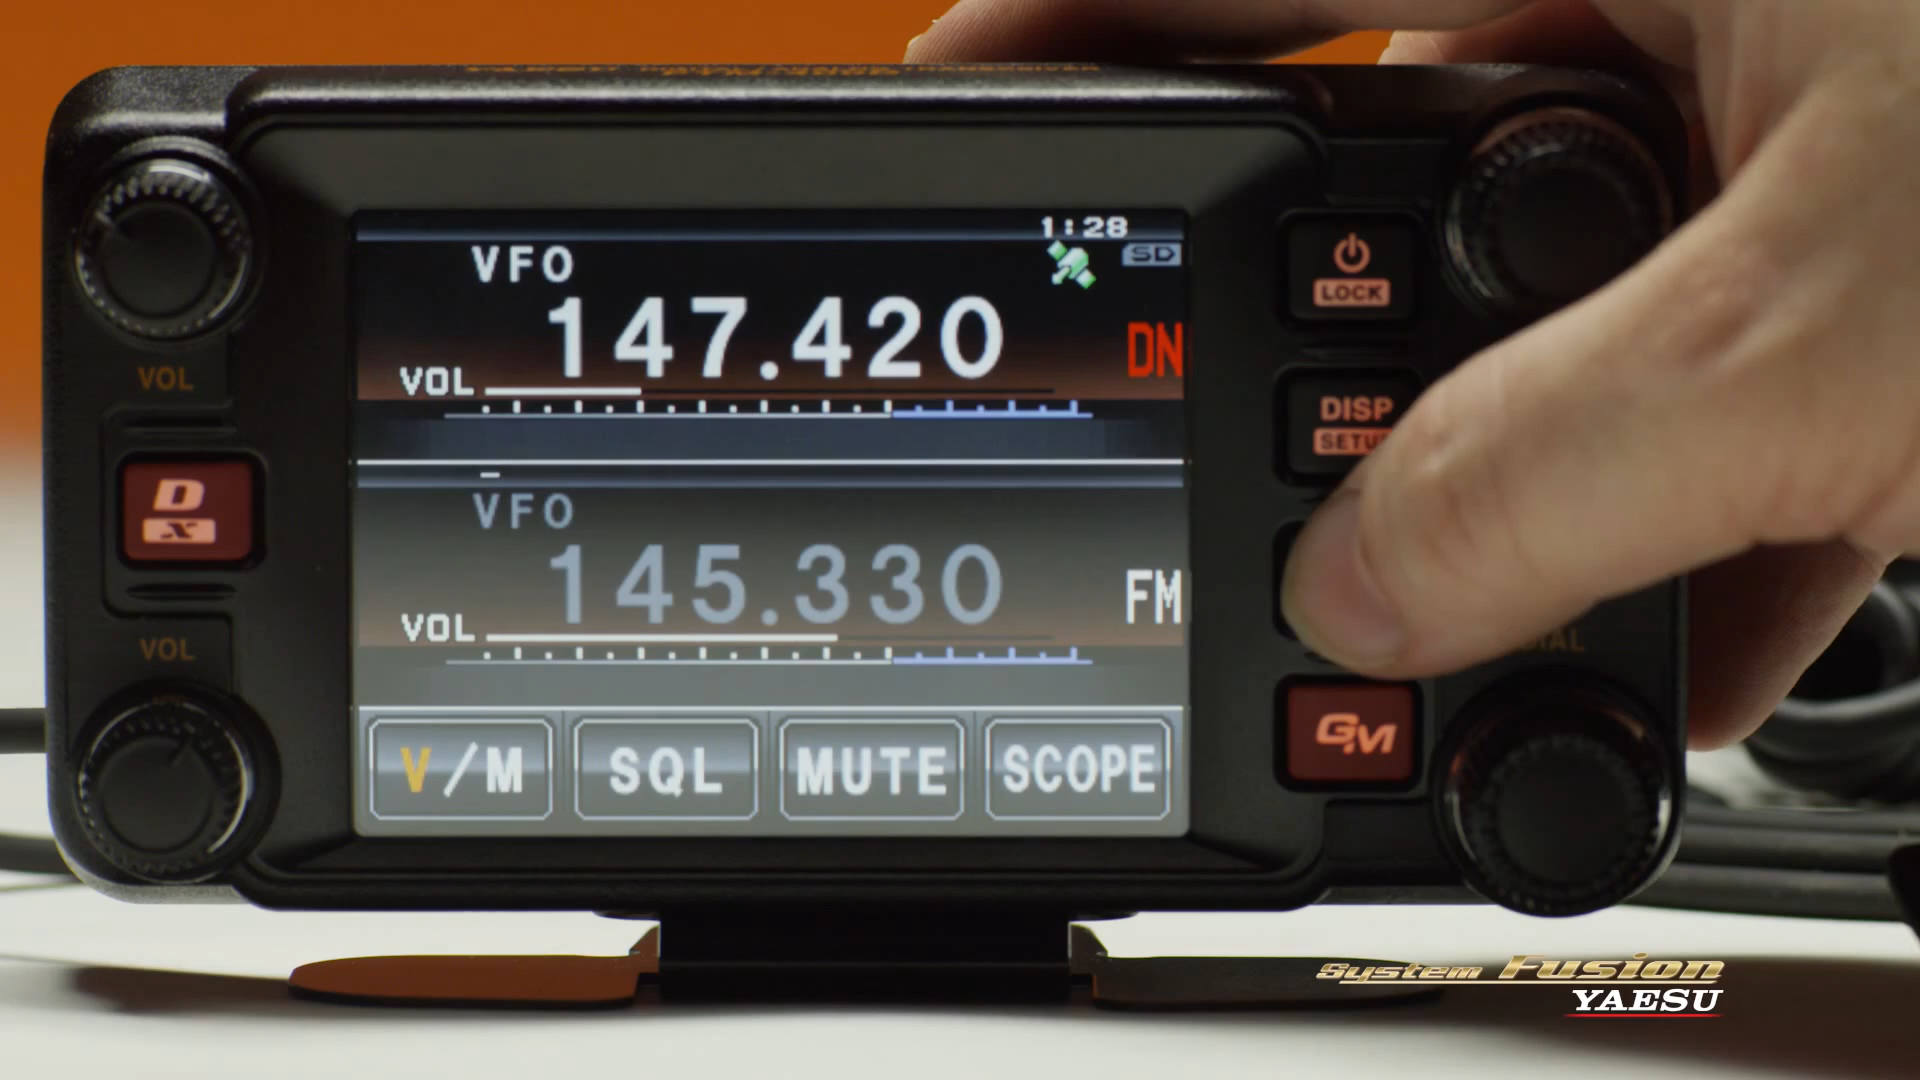 1:28
VFO
SD
147.420
DN
VOL
VFO
145.330
FM
VOL
V/M
SQL
MUTE
SCOPE
VOL
D
X
VOL
LOCK
DISP
GM
System Fusion
YAESU